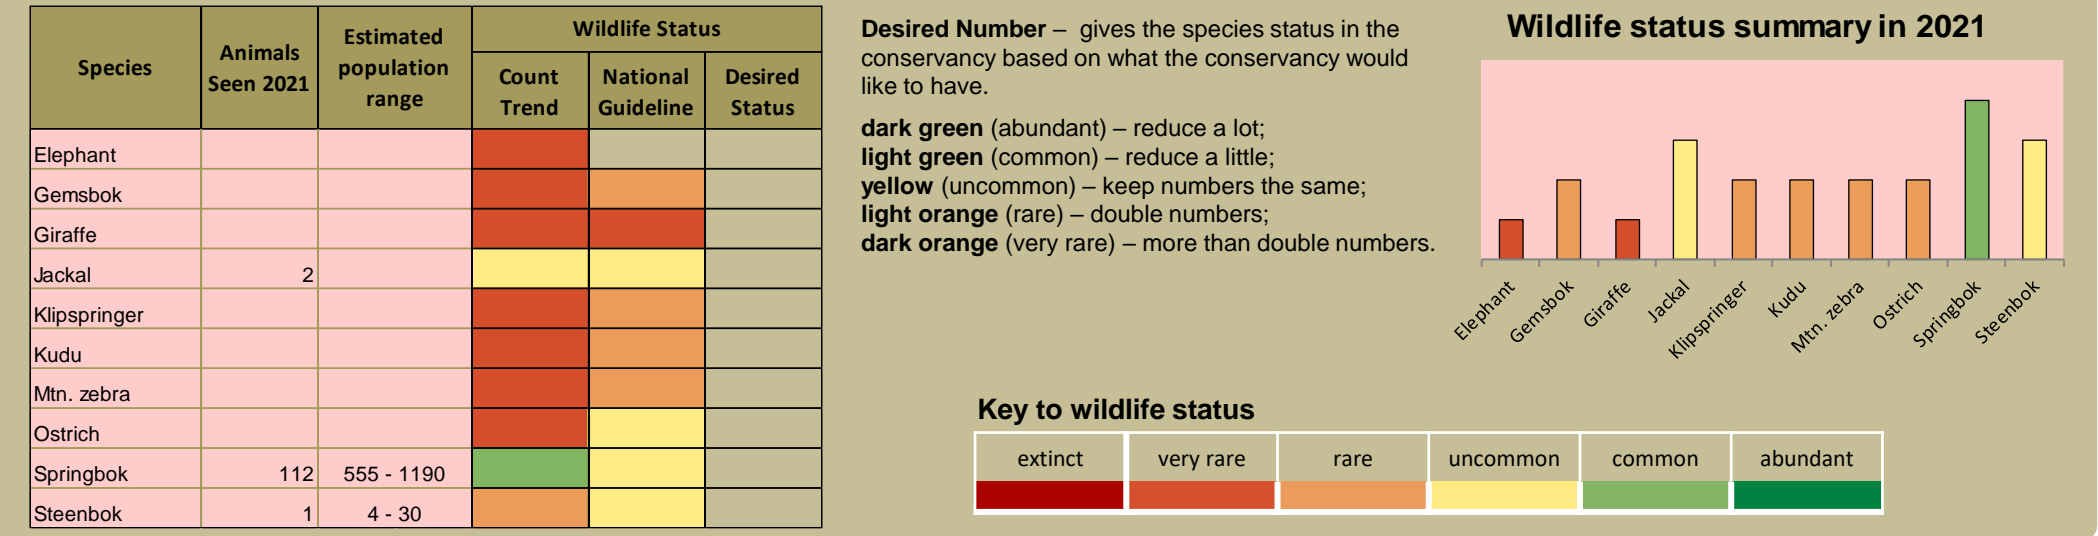 Species
Animals
Seen 2021
Estimated
population
range
Wildlife Status
Count
Trend
National
Guideline
Desired
Status
Elephant
Gemsbok
Giraffe
Jackal 2
Klipspringer
Kudu
Mtn. zebra
Ostrich
Springbok 112 555 - 1190
Steenbok 1 4 - 30
Desired Number – gives the species status in the
conservancy based on what the conservancy would
like to have.
dark green (abundant) – reduce a lot;
light green (common) – reduce a little;
yellow (uncommon) – keep numbers the same;
light orange (rare) – double numbers;
dark orange (very rare) – more than double numbers.
Wildlife status summary in 2021
Elephant
Gemsbok
Giraffe
Jackal
Klipspringer
Kudu
Mtn. zebra
Ostrich
Springbok
Steenbok
Key to wildlife status
extinct very rare rare uncommon common abundant